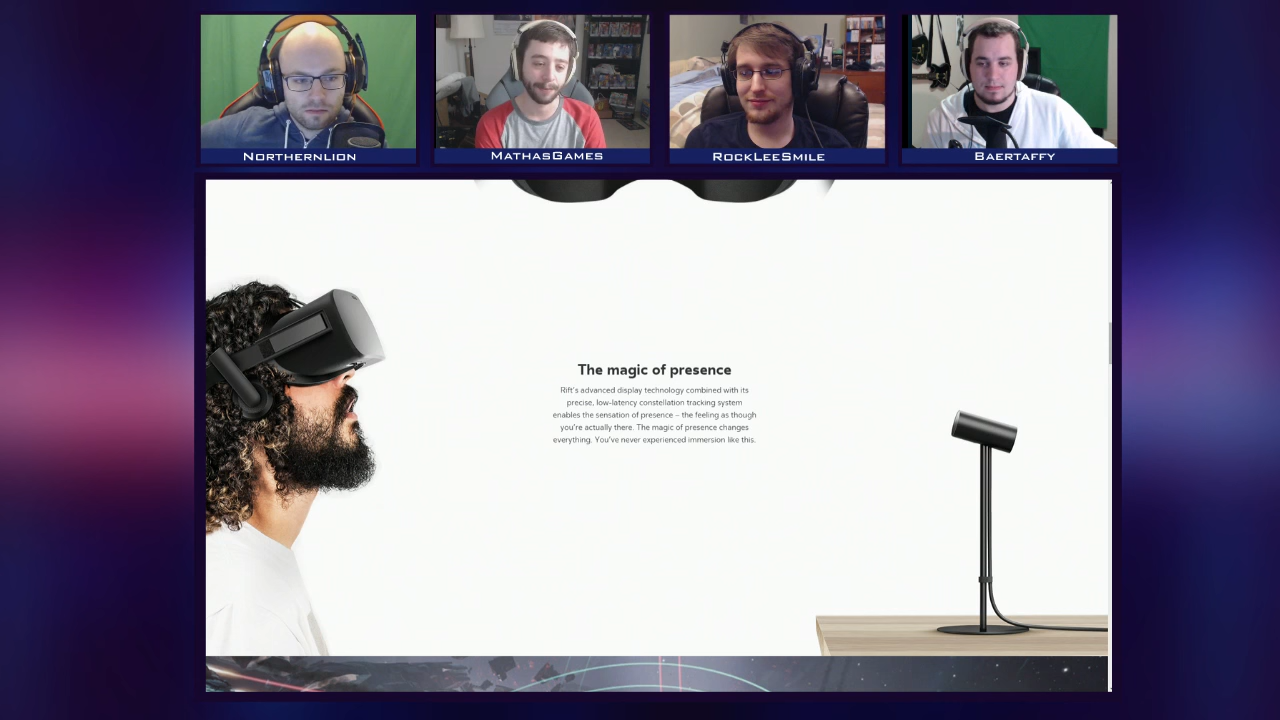 NORTHERNLION
MATHASGAMES
ROCKLEESMILE
BAERTAFFY
The magic of presence
Rift's advanced display technology combined with its
precise, low-latency constellation tracking system
enables the sensation of presence – the feeling as though
you're actually there. The magic of presence changes
everything. You've never experienced immersion like this.